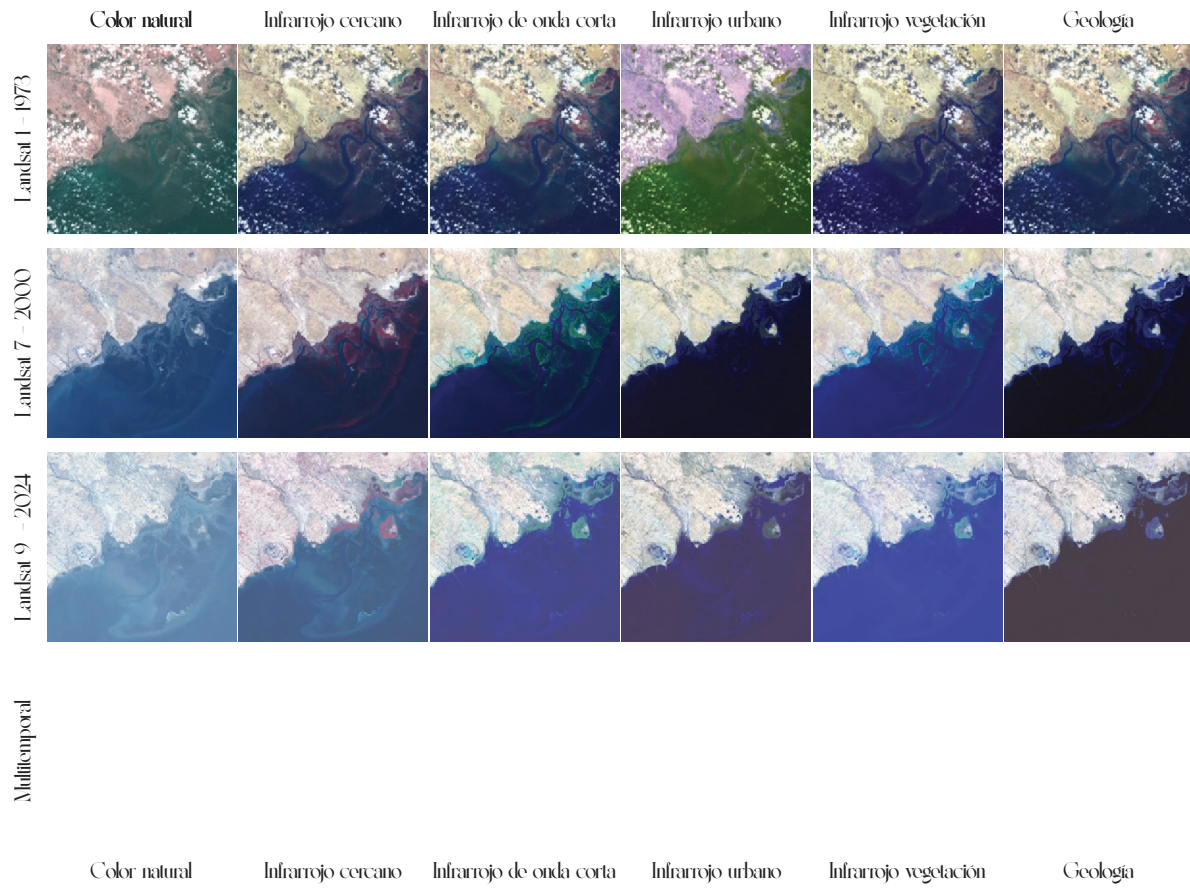 Color natural Infrarrojo cercano Infrarrojo de onda corta Infrarrojo urbano Infrarrojo vegetación Geología
Landsat 1 - 1973
Landsat 7 - 2000
Landsat 9 - 2024
Multitemporal
Color natural Infrarrojo cercano Infrarrojo de onda corta Infrarrojo urbano Infrarrojo vegetación Geología